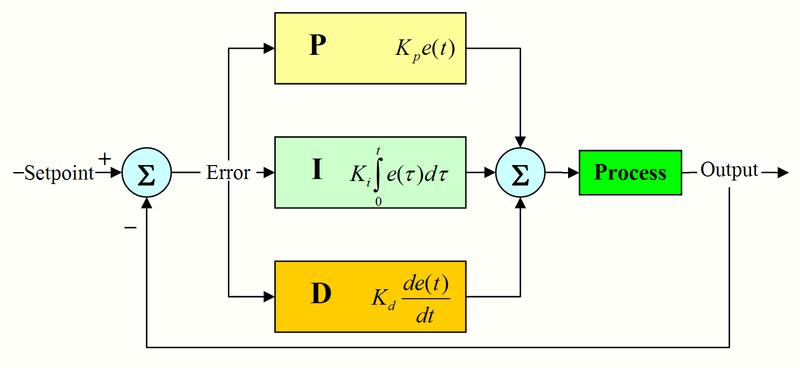 P K_p e(t)
Setpoint + Σ Error I K_i ∫_0^t e(τ)dτ Σ Process Output
−
D K_d de(t)/dt